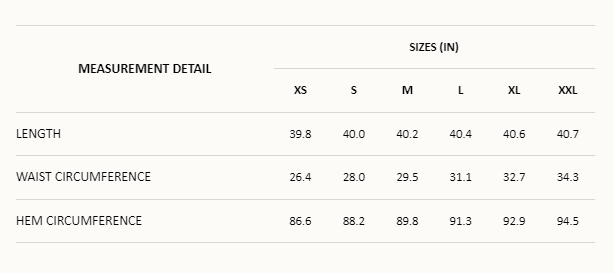 SIZES (IN)
MEASUREMENT DETAIL
XS S M L XL XXL
LENGTH 39.8 40.0 40.2 40.4 40.6 40.7
WAIST CIRCUMFERENCE 26.4 28.0 29.5 31.1 32.7 34.3
HEM CIRCUMFERENCE 86.6 88.2 89.8 91.3 92.9 94.5